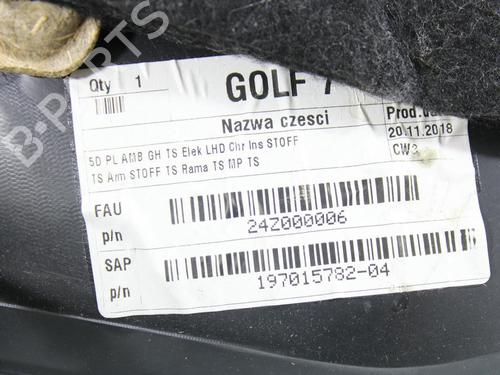 Qty 1
GOLF 7
Nazwa czesci
20.11.2018
5D PL AMB GH TS Elek LHD Chr Ins STOFF
TS Arm STOFF TS Rama TS MP TS
FAU
p/n
24Z000006
SAP
p/n
197015782-04
B-PARTS